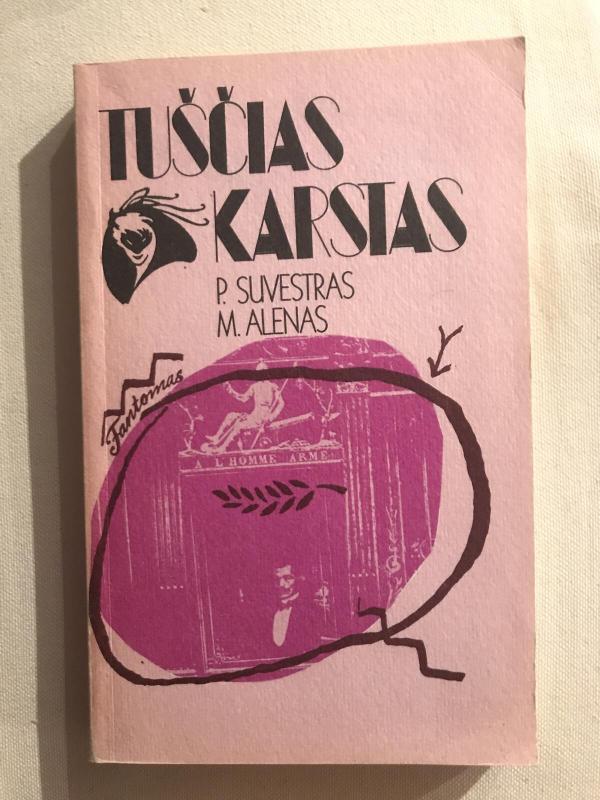 TUŠČIAS
KARSTAS
P. SUVESTRAS
M. ALENAS
Fantomas
A L'HOMME ARMÉ